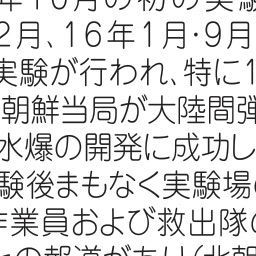 年10月の初の実験
2月、16年1月・9月
実験が行われ、特に1
朝鮮当局が大陸間弾
水爆の開発に成功し
験後まもなく実験場の
作業員および救出隊の
の報道があり(北朝